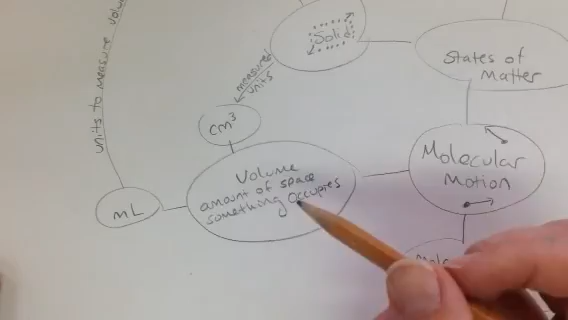 units to measure
Solid
measured
units
States of
Matter
cm³
Volume
amount of space
something occupies
Molecular
Motion
mL